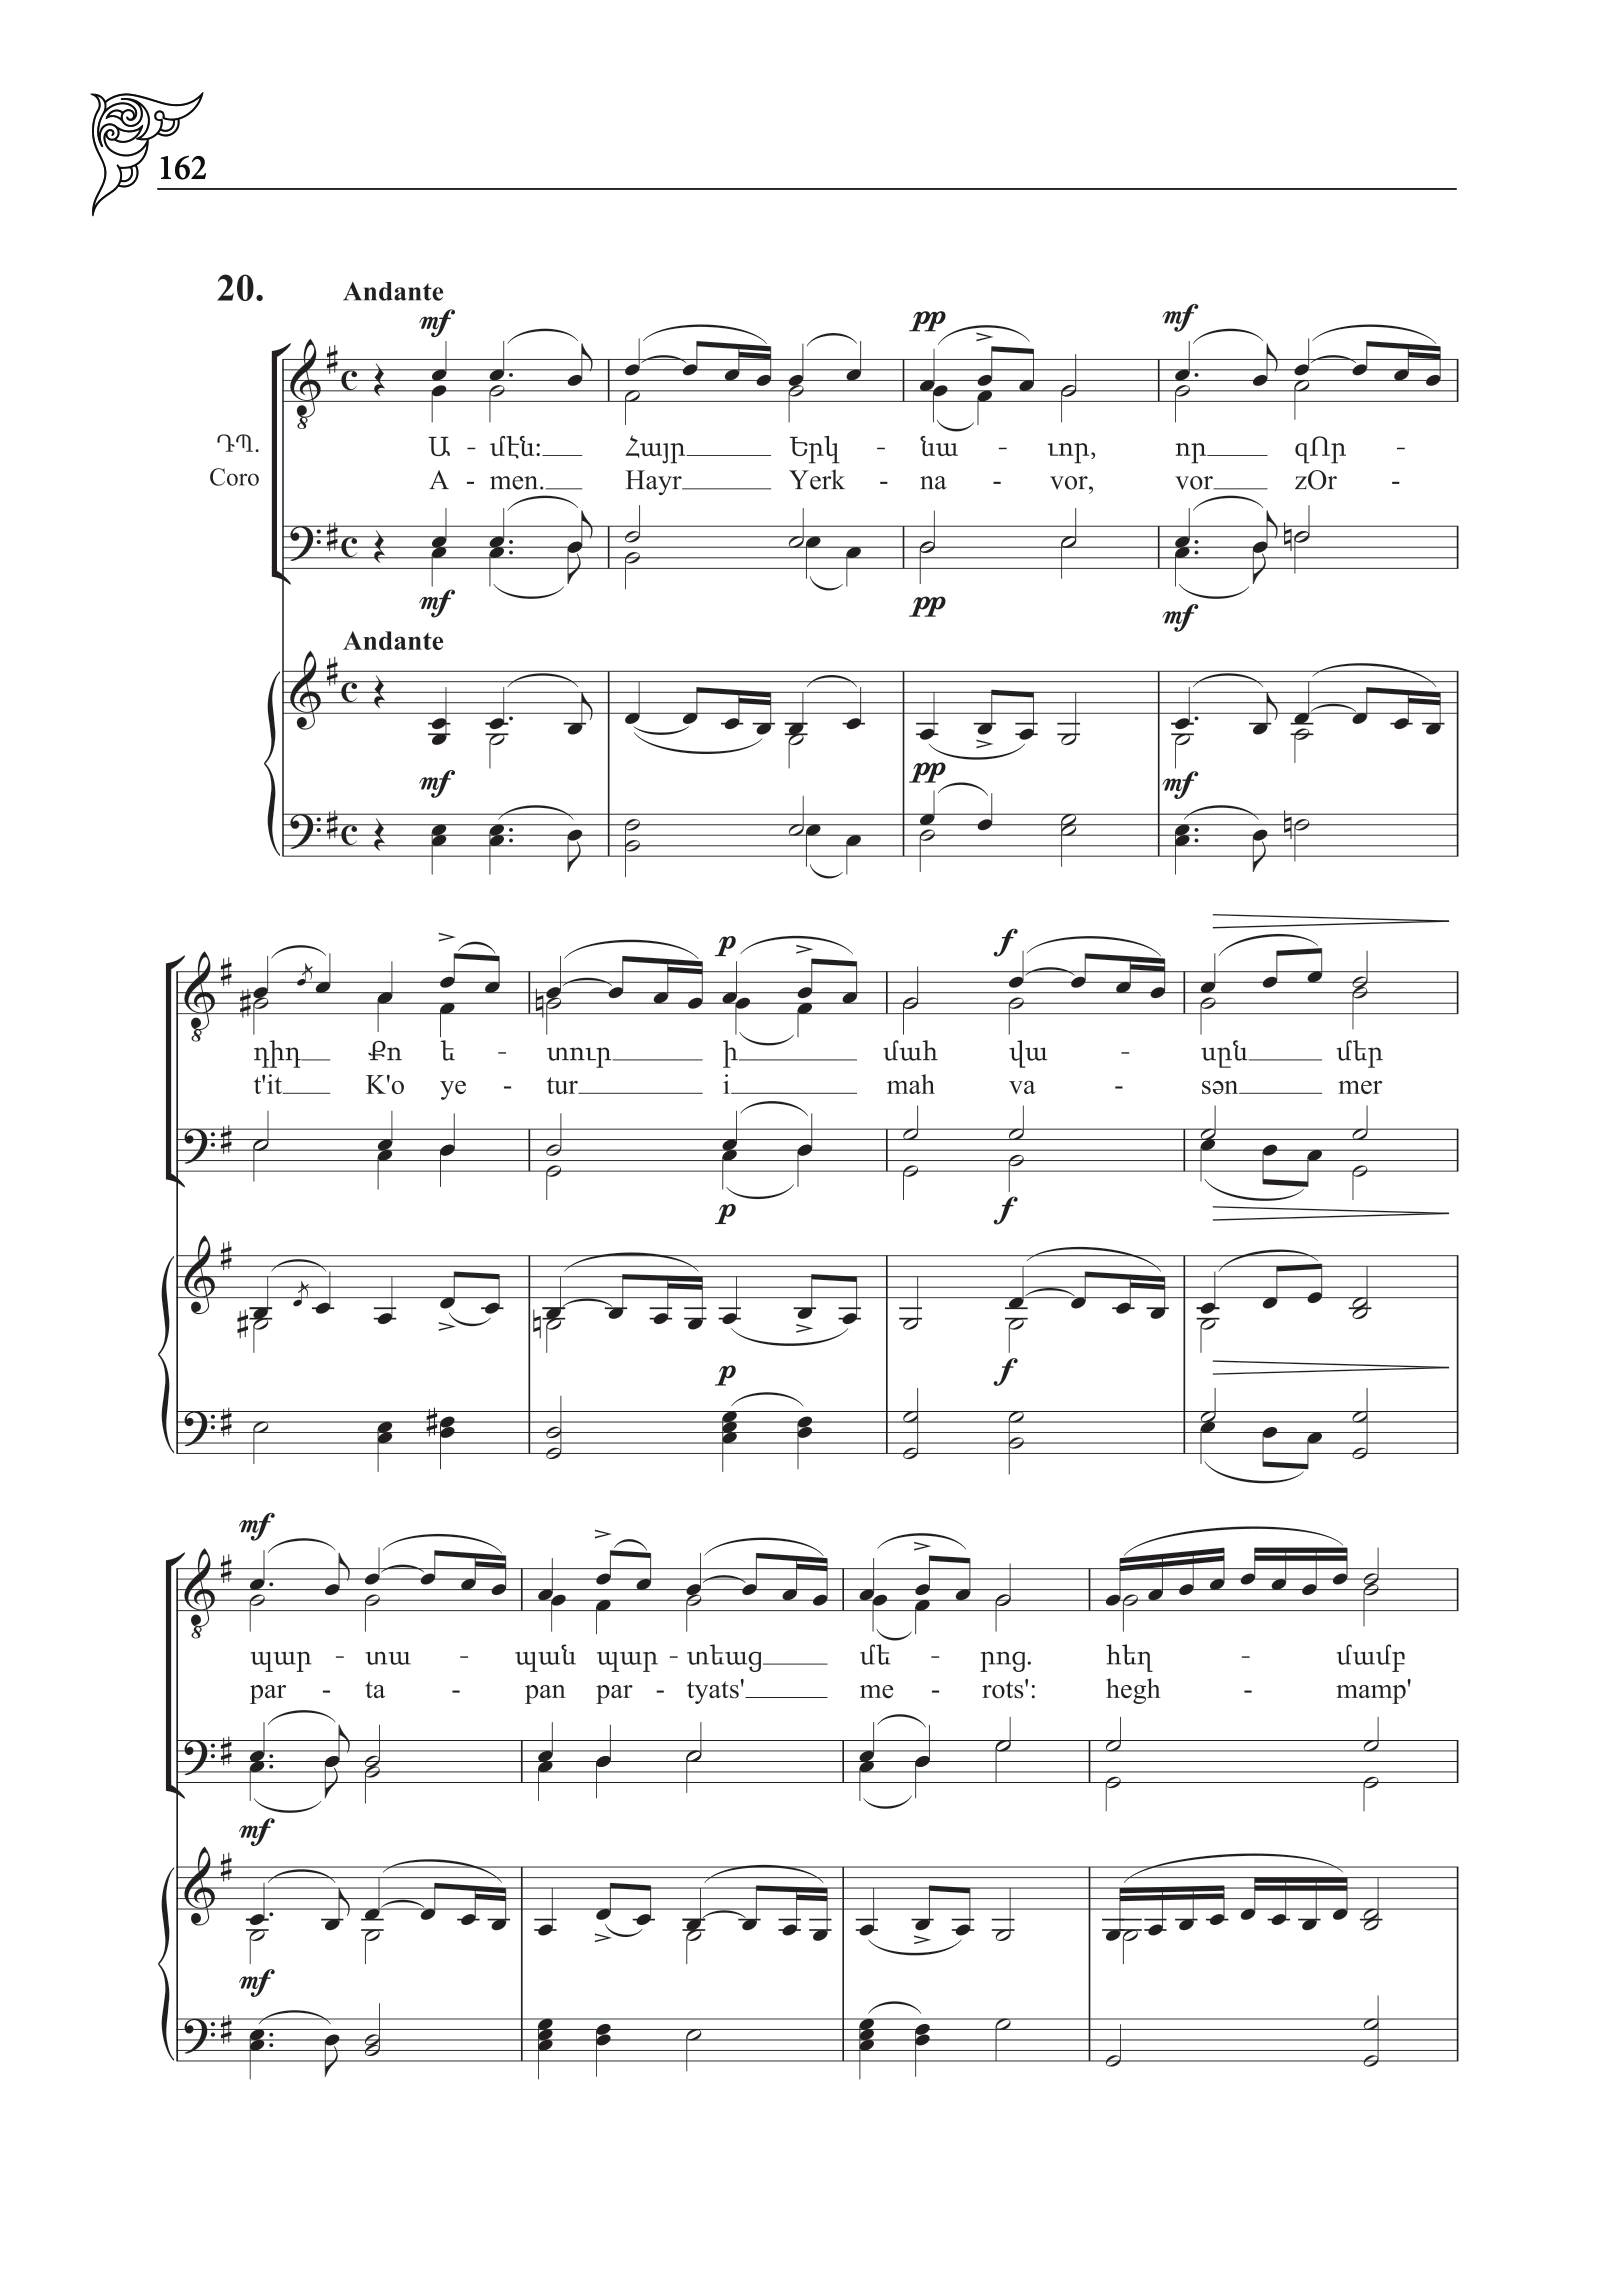 162
20. Andante
mf pp mf
ԴՊ. Ա - մէն։ Հայր Երկ - նա - ւոր, որ զՈր -
Coro A - men. Hayr Yerk - na - vor, vor zOr -
mf pp mf
Andante
mf pp mf
p f
դիդ Քո ե - տուր ի մահ վա - սըն մեր
t'it K'o ye - tur i mah va - sən mer
p f
p f
mf
պար - տա - պան պար - տեաց մե - րոց. հեղ - մամբ
par - ta - pan par - tyats' me - rots': hegh - mamp'
mf
mf